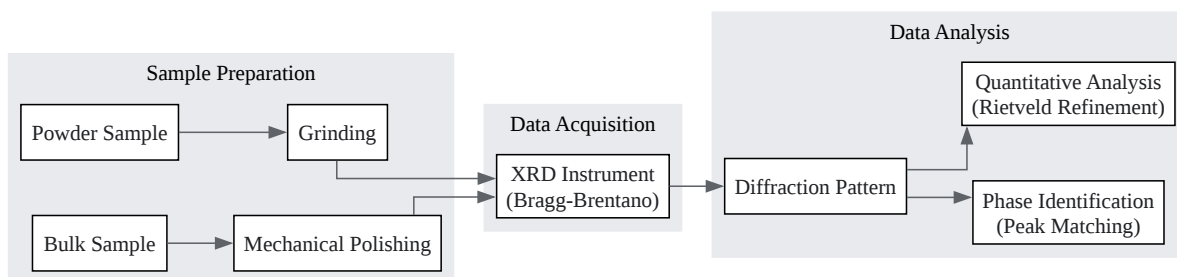 Sample Preparation
Powder Sample
Grinding
Bulk Sample
Mechanical Polishing
Data Acquisition
XRD Instrument
(Bragg-Brentano)
Data Analysis
Diffraction Pattern
Quantitative Analysis
(Rietveld Refinement)
Phase Identification
(Peak Matching)